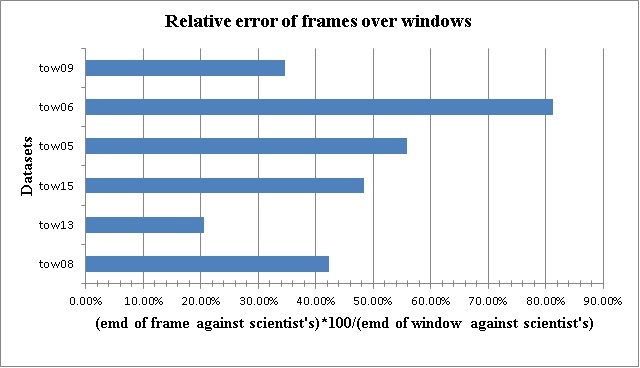 Relative error of frames over windows
Datasets
tow09
tow06
tow05
tow15
tow13
tow08
0.00% 10.00% 20.00% 30.00% 40.00% 50.00% 60.00% 70.00% 80.00% 90.00%
(emd of frame against scientist's)*100/(emd of window against scientist's)